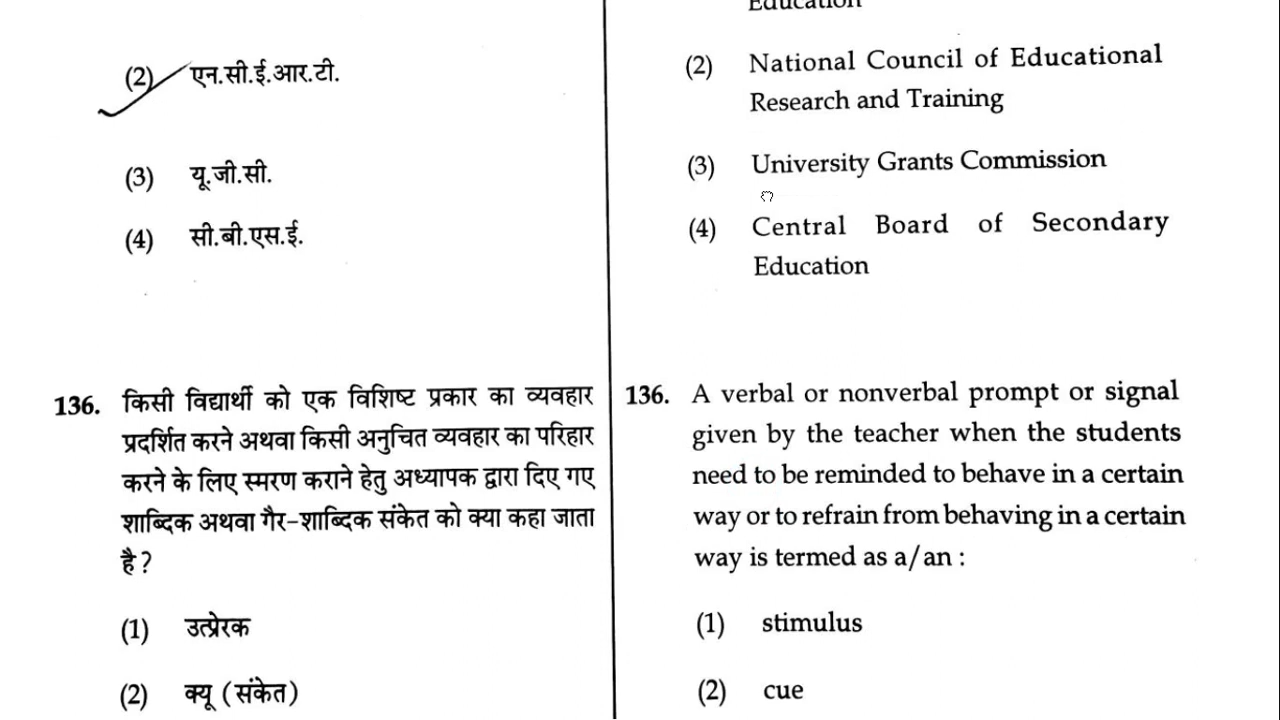 (2) एन.सी.ई.आर.टी.
(3) यू.जी.सी.
(4) सी.बी.एस.ई.
136. किसी विद्यार्थी को एक विशिष्ट प्रकार का व्यवहार
प्रदर्शित करने अथवा किसी अनुचित व्यवहार का परिहार
करने के लिए स्मरण कराने हेतु अध्यापक द्वारा दिए गए
शाब्दिक अथवा गैर-शाब्दिक संकेत को क्या कहा जाता
है ?
(1) उत्प्रेरक
(2) क्यू (संकेत)
Education
(2) National Council of Educational
Research and Training
(3) University Grants Commission
(4) Central Board of Secondary
Education
136. A verbal or nonverbal prompt or signal
given by the teacher when the students
need to be reminded to behave in a certain
way or to refrain from behaving in a certain
way is termed as a/an :
(1) stimulus
(2) cue